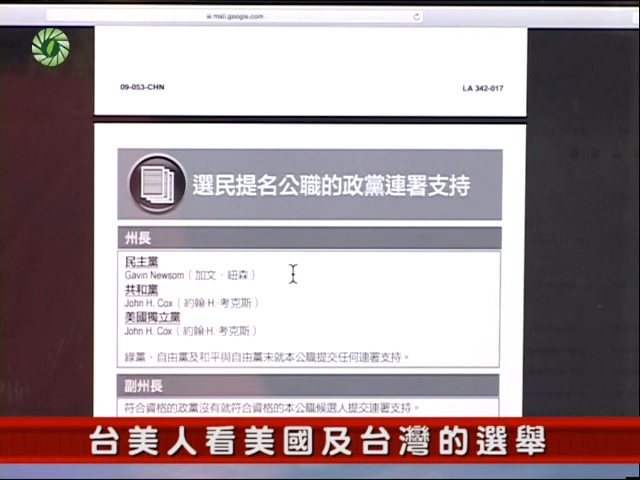 mail.google.com
09-053-CHN
LA 342-017
選民提名公職的政黨連署支持
州長
民主黨
Gavin Newsom（加文．紐森）
共和黨
John H. Cox（約翰·H.·考克斯）
美國獨立黨
John H. Cox（約翰·H.·考克斯）
綠黨、自由黨及和平與自由黨未就本公職提交任何連署支持。
副州長
符合資格的政黨沒有就符合資格的本公職候選人提交連署支持。
台美人看美國及台灣的選舉